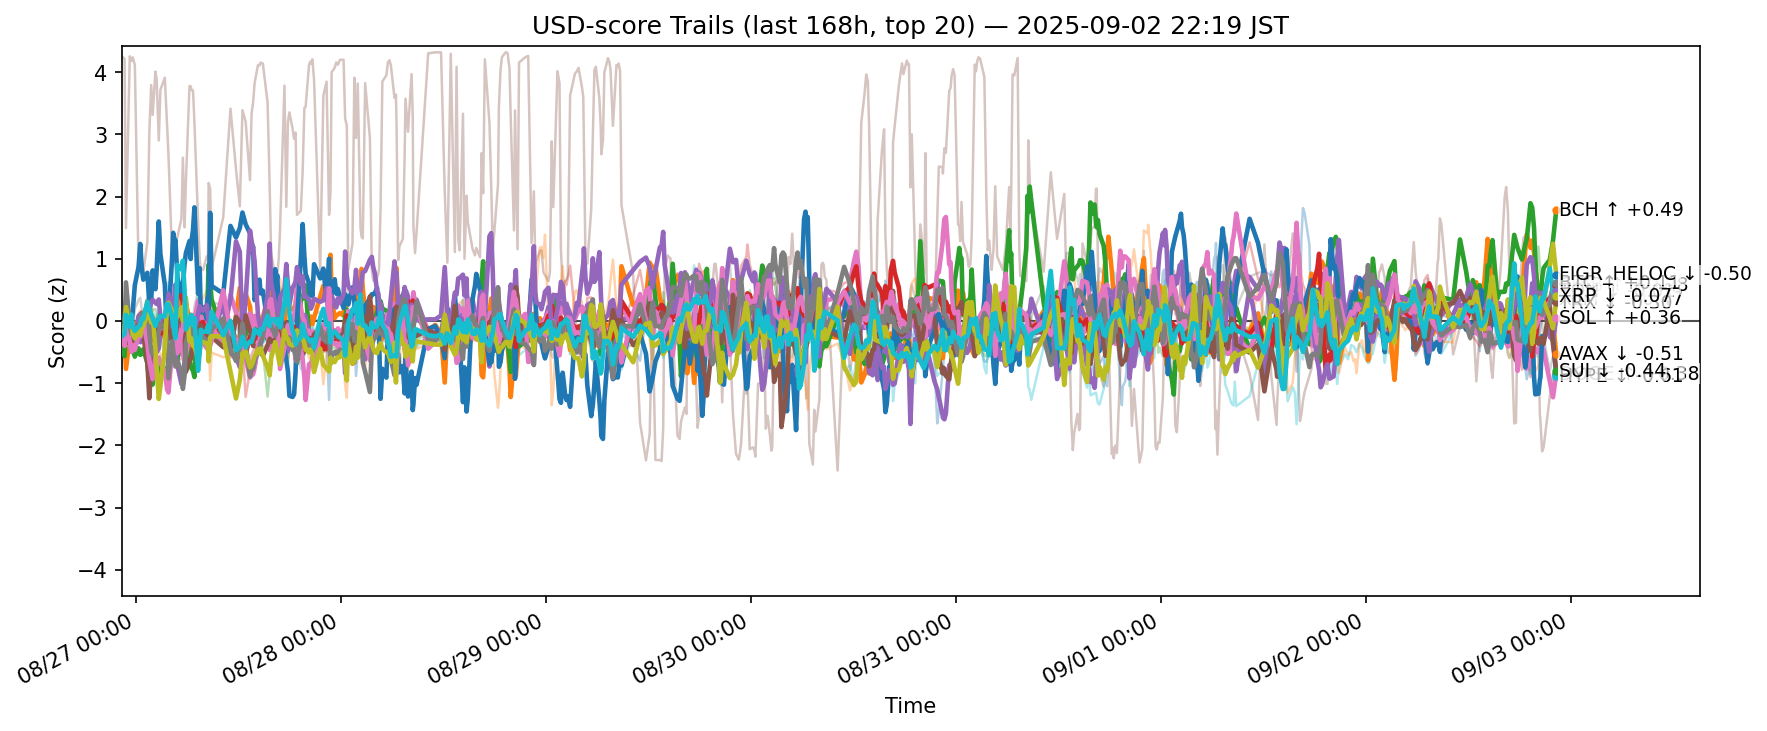 USD-score Trails (last 168h, top 20) — 2025-09-02 22:19 JST
Score (z)
4
3
2
1
0
−1
−2
−3
−4
BCH ↑ +0.49
FIGR_HELOC ↓ -0.50
XRP ↓ -0.07
SOL ↑ +0.36
AVAX ↓ -0.51
SUI ↓ -0.44
08/27 00:00
08/28 00:00
08/29 00:00
08/30 00:00
08/31 00:00
09/01 00:00
09/02 00:00
09/03 00:00
Time